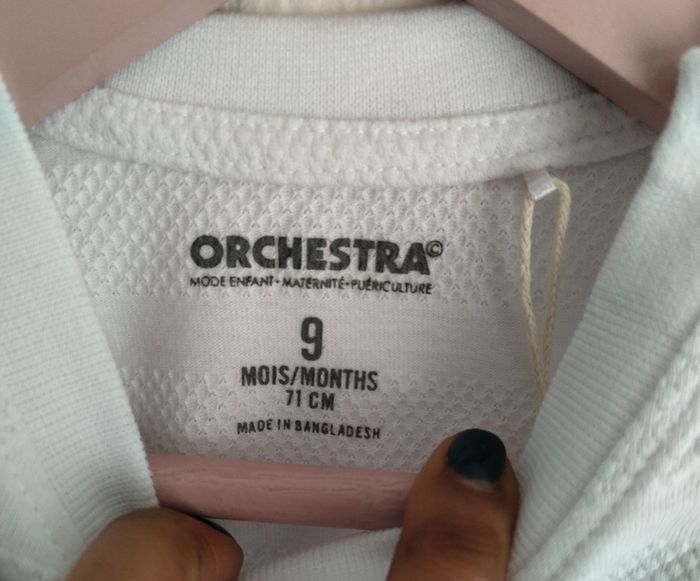 ORCHESTRA©
MODE ENFANT • MATERNITÉ • PUÉRICULTURE
9
MOIS/MONTHS
71 CM
MADE IN BANGLADESH